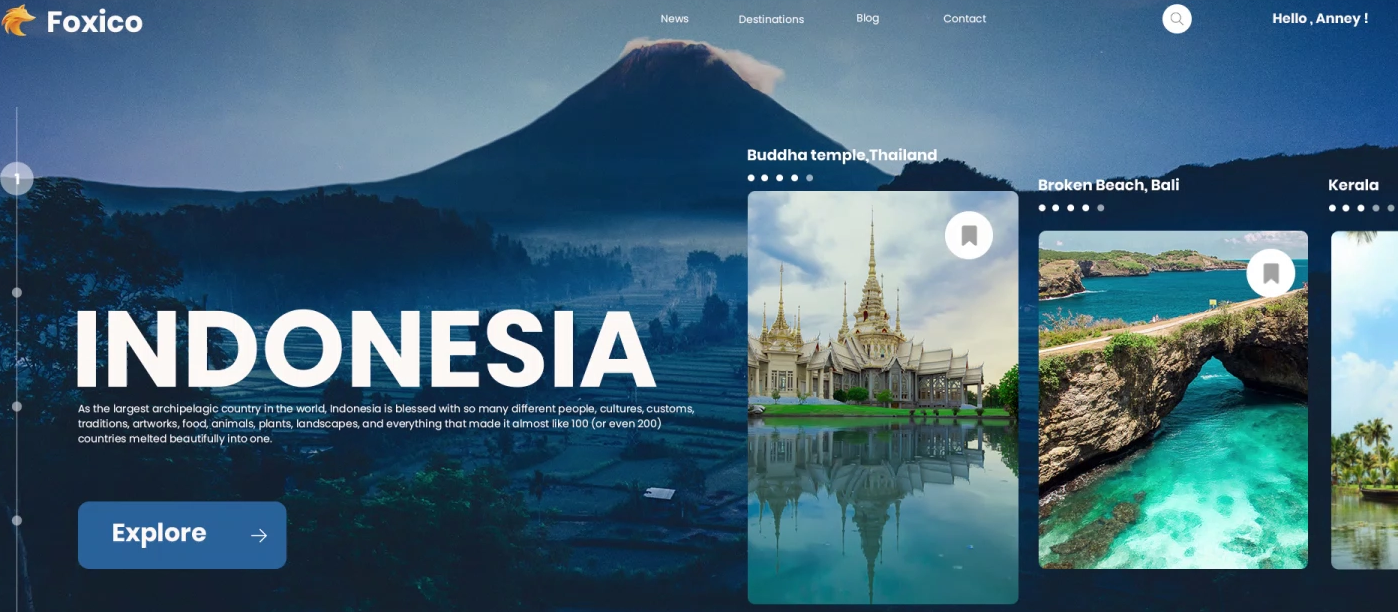 Foxico
News
Destinations
Blog
Contact
Hello , Anney !
1
INDONESIA
As the largest archipelagic country in the world, Indonesia is blessed with so many different people, cultures, customs,
traditions, artworks, food, animals, plants, landscapes, and everything that made it almost like 100 (or even 200)
countries melted beautifully into one.
Explore
Buddha temple,Thailand
Broken Beach, Bali
Kerala